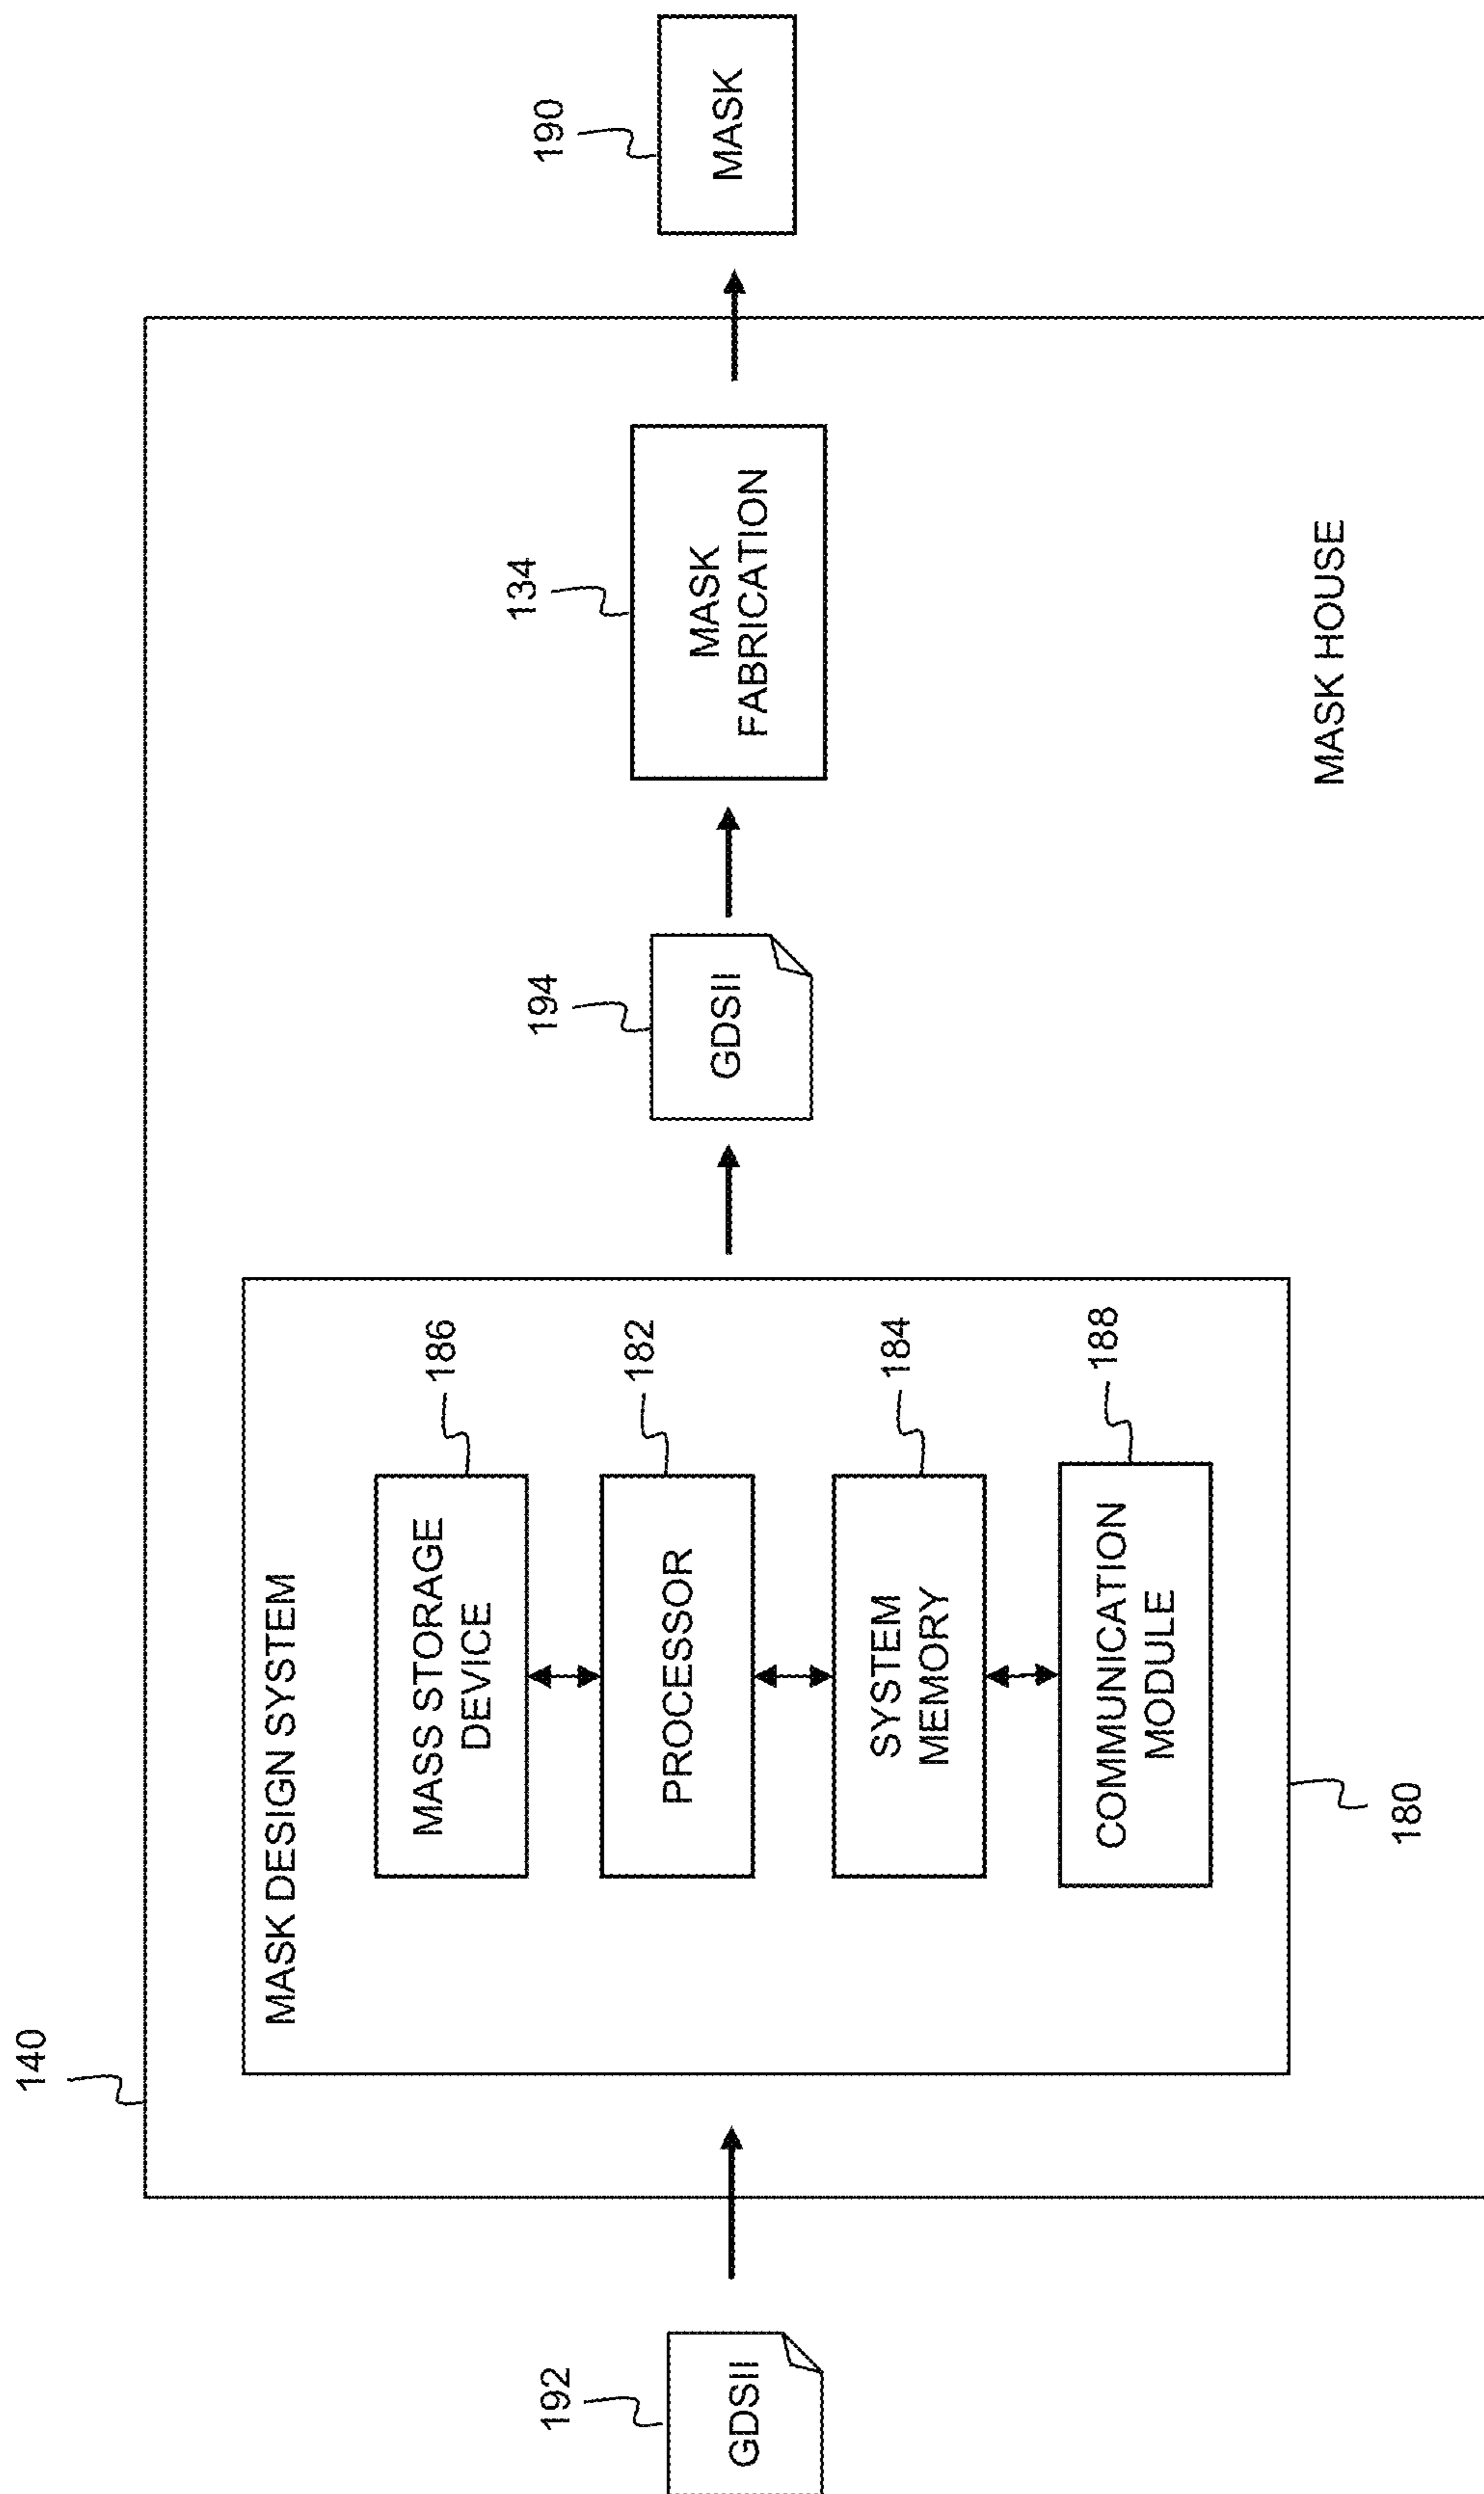 140
MASK DESIGN SYSTEM
192
GDSII
MASS STORAGE
DEVICE
186
PROCESSOR
182
SYSTEM
MEMORY
184
COMMUNICATION
MODULE
188
180
194
GDSII
134
MASK
FABRICATION
MASK HOUSE
190
MASK